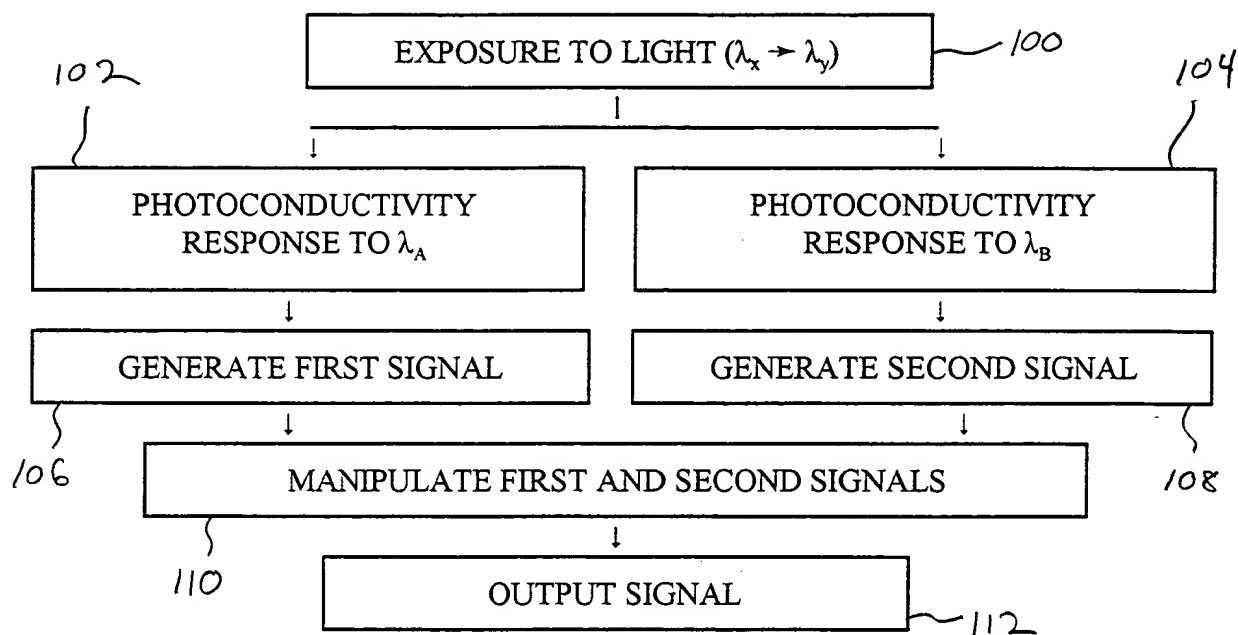 EXPOSURE TO LIGHT (λx → λy)
100
102
104
PHOTOCONDUCTIVITY
RESPONSE TO λA
PHOTOCONDUCTIVITY
RESPONSE TO λB
GENERATE FIRST SIGNAL
GENERATE SECOND SIGNAL
106
108
MANIPULATE FIRST AND SECOND SIGNALS
110
OUTPUT SIGNAL
112